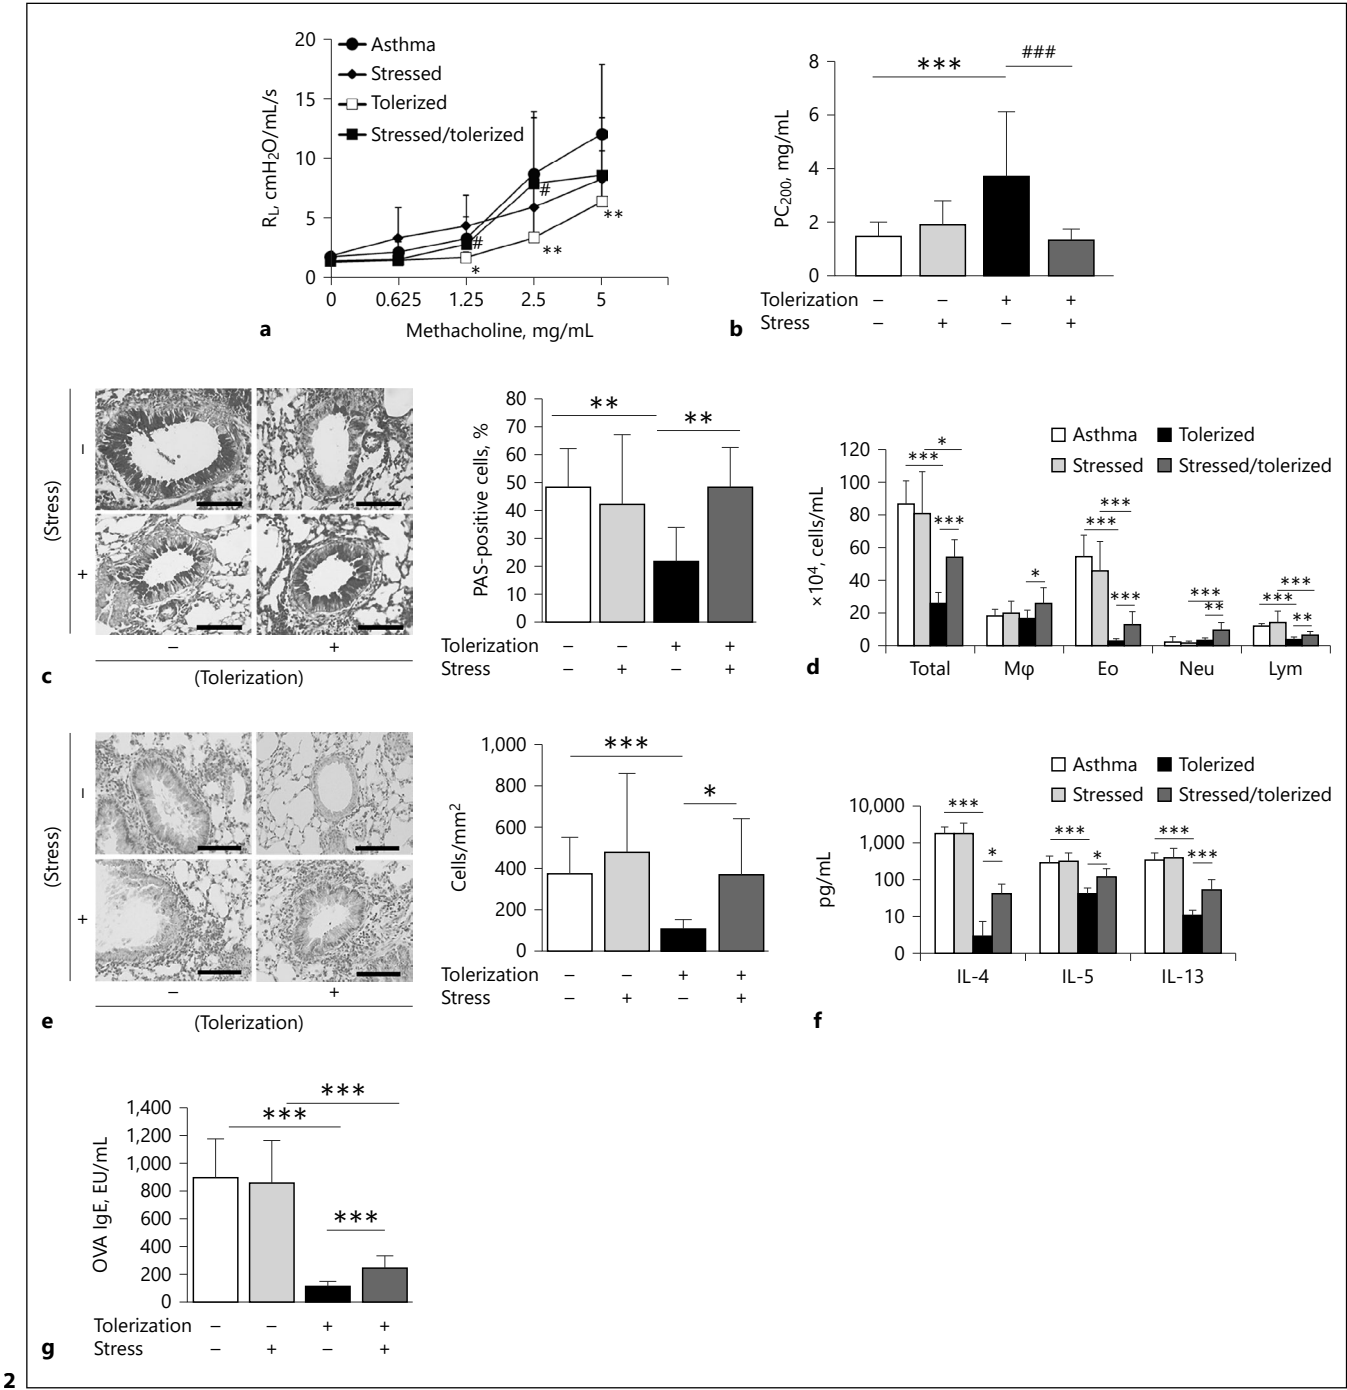 20
15
10
5
0
R_L, cmH₂O/mL/s
Asthma
Stressed
Tolerized
Stressed/tolerized
#
#
*
**
**
0 0.625 1.25 2.5 5
Methacholine, mg/mL
a
8
6
4
2
0
PC₂₀₀, mg/mL
***
###
Tolerization – – + +
Stress – + – +
b
(Stress)
–
+
– +
(Tolerization)
c
80
70
60
50
40
30
20
10
0
PAS-positive cells, %
**
**
Tolerization – – + +
Stress – + – +
Asthma Tolerized
Stressed Stressed/tolerized
120
100
80
60
40
20
0
×10⁴, cells/mL
*
***
***
*
***
***
***
***
**
***
***
**
Total Mφ Eo Neu Lym
d
(Stress)
–
+
– +
(Tolerization)
e
1,000
800
600
400
200
0
Cells/mm²
***
*
Tolerization – – + +
Stress – + – +
Asthma Tolerized
Stressed Stressed/tolerized
10,000
1,000
100
10
0
pg/mL
***
*
***
*
***
***
IL-4 IL-5 IL-13
f
1,400
1,200
1,000
800
600
400
200
0
OVA IgE, EU/mL
***
***
***
Tolerization – – + +
Stress – + – +
g
2